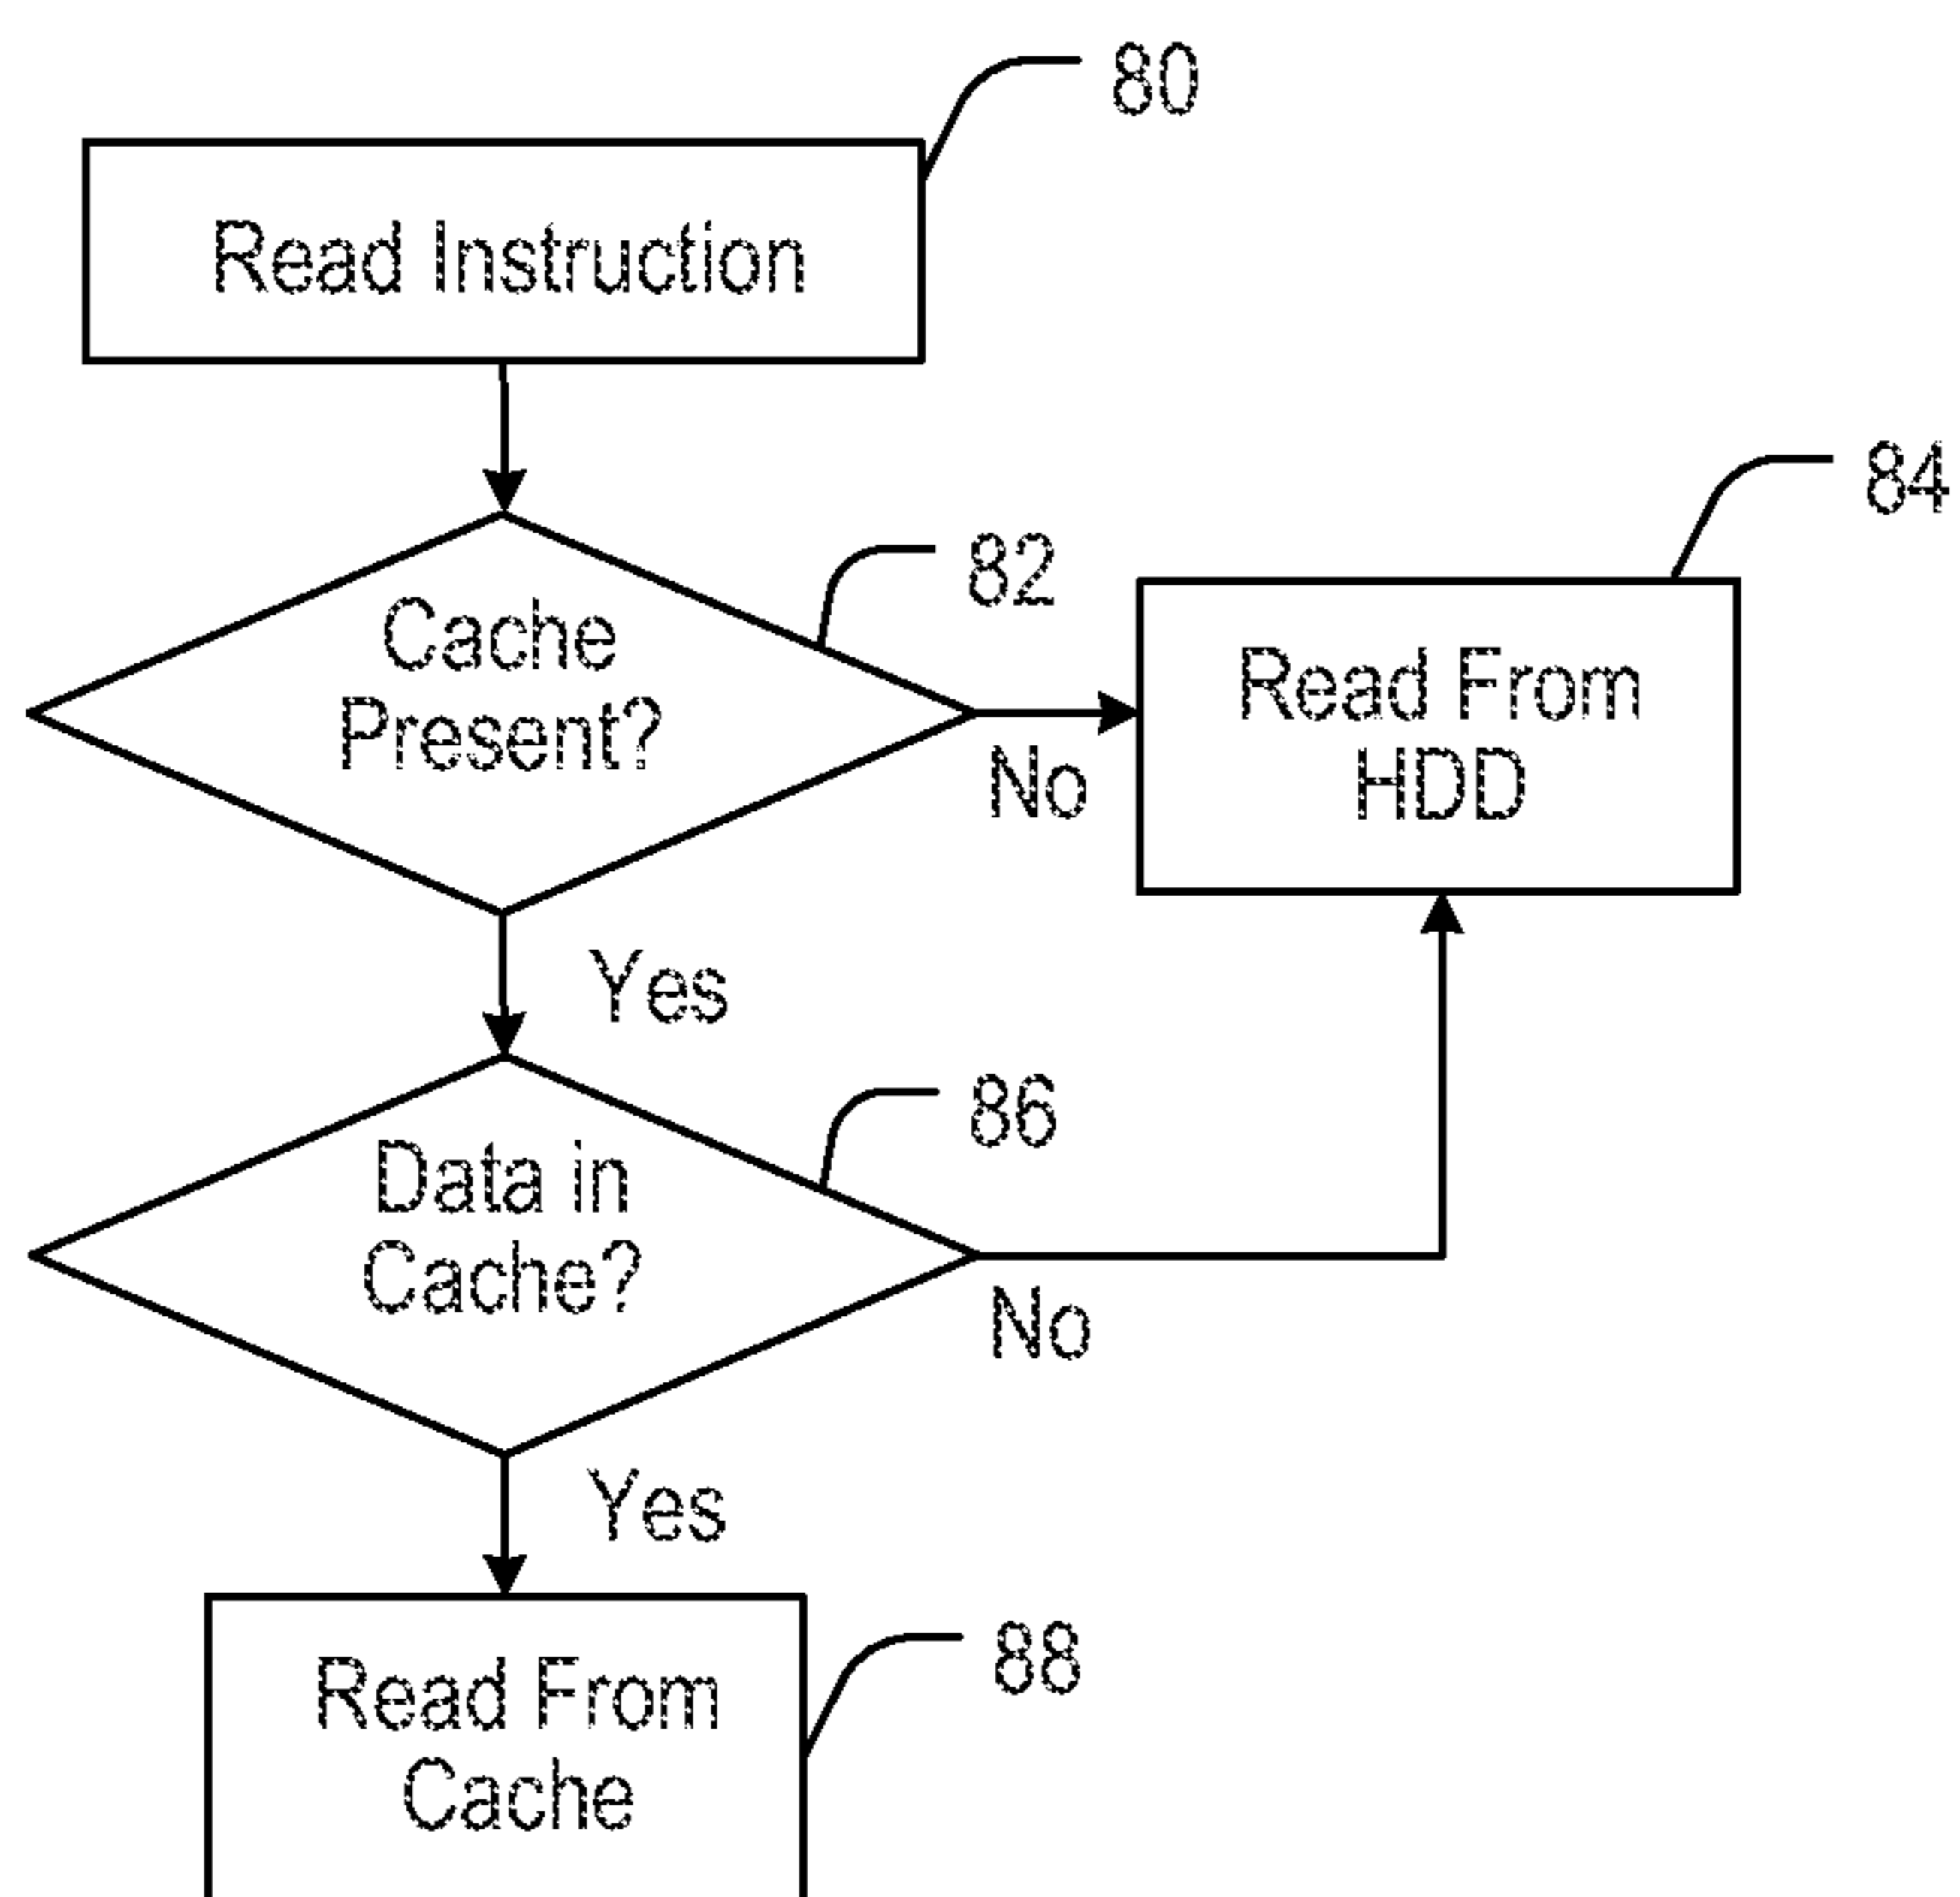 80
Read Instruction
84
82
Cache
Present?
Read From
HDD
No
Yes
86
Data in
Cache?
No
Yes
88
Read From
Cache